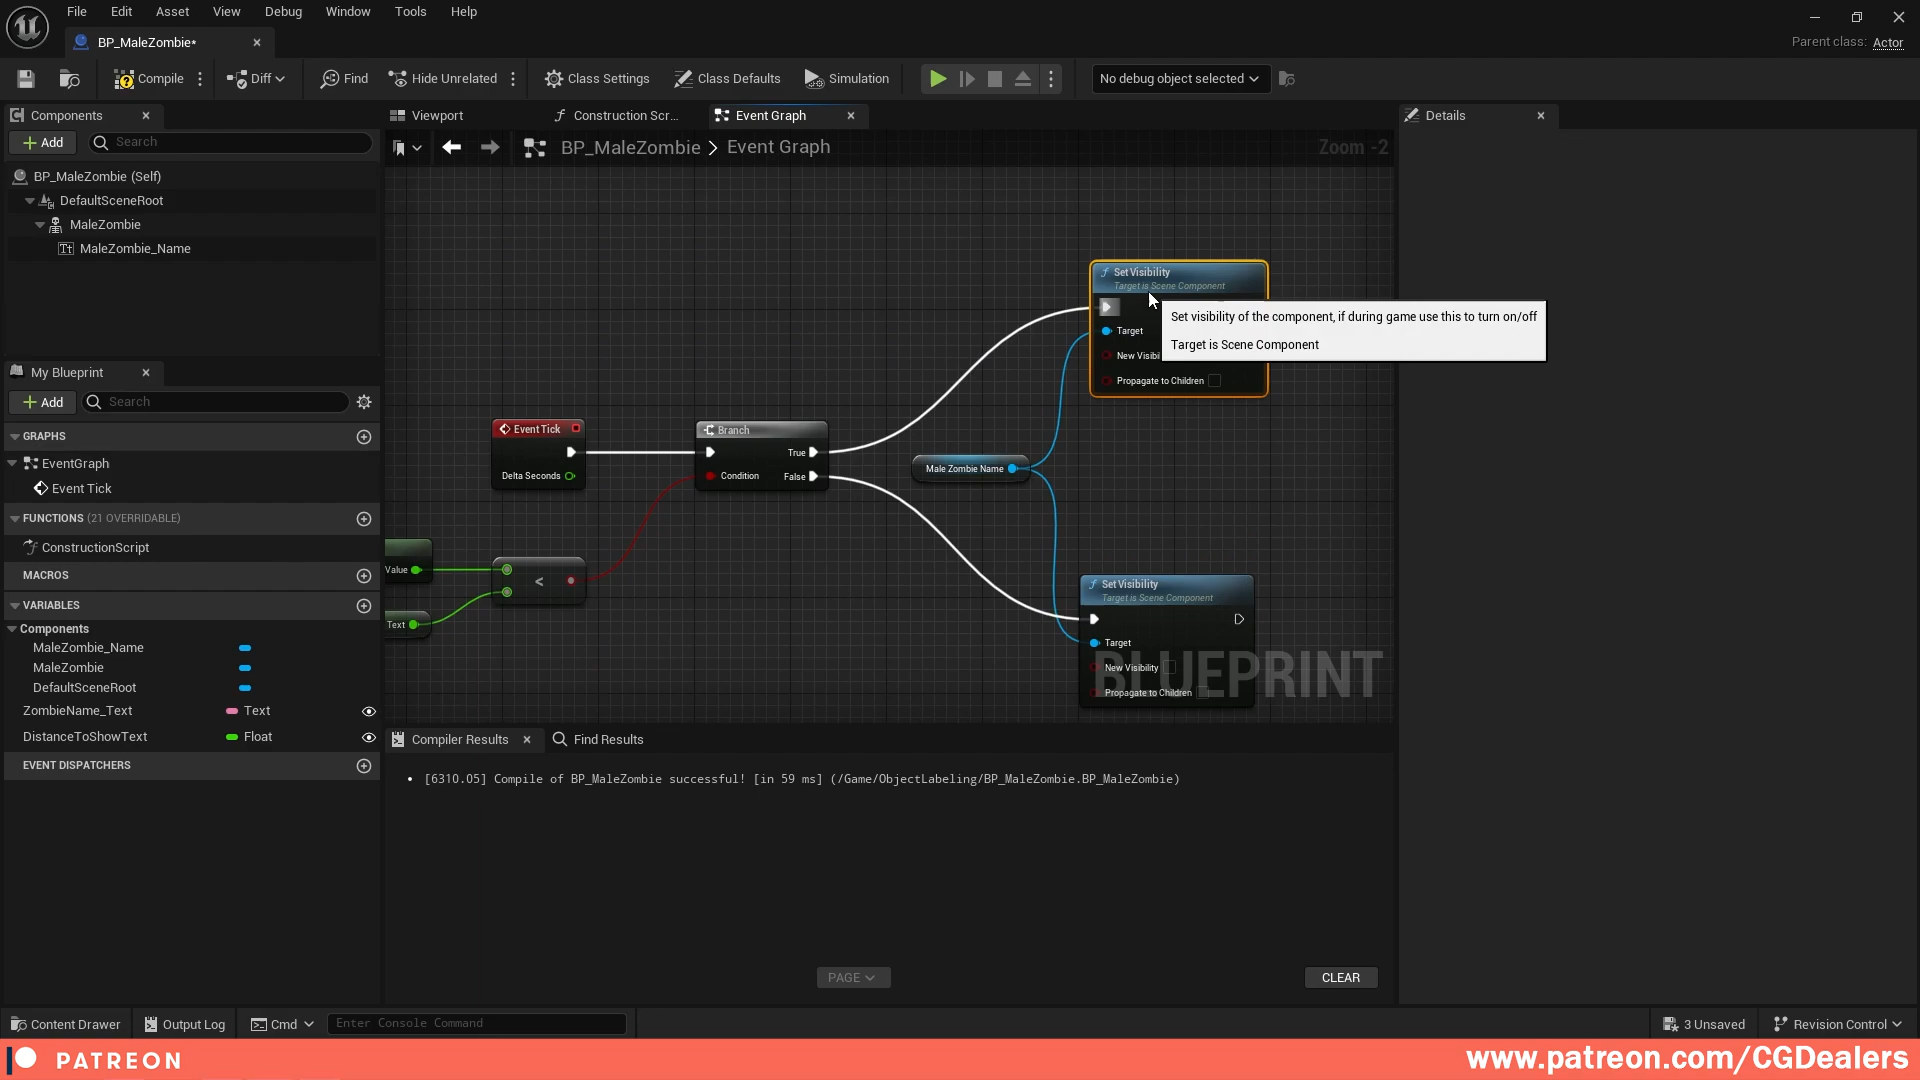 File Edit Asset View Debug Window Tools Help
BP_MaleZombie*
Parent class: Actor
Compile Diff Find Hide Unrelated Class Settings Class Defaults Simulation No debug object selected
Components
Add Search
BP_MaleZombie (Self)
DefaultSceneRoot
MaleZombie
MaleZombie_Name
My Blueprint
Add Search
GRAPHS
EventGraph
Event Tick
FUNCTIONS (21 OVERRIDABLE)
ConstructionScript
MACROS
VARIABLES
Components
MaleZombie_Name
MaleZombie
DefaultSceneRoot
ZombieName_Text Text
DistanceToShowText Float
EVENT DISPATCHERS
Viewport Construction Scr... Event Graph
BP_MaleZombie > Event Graph Zoom -2
Set Visibility
Target is Scene Component
Target
New Visibi
Propagate to Children
Set visibility of the component, if during game use this to turn on/off
Target is Scene Component
Event Tick
Delta Seconds
Branch
True
Condition False
Male Zombie Name
Value
<
Text
Set Visibility
Target is Scene Component
Target
New Visibility
Propagate to Children
BLUEPRINT
Details
Compiler Results Find Results
• [6310.05] Compile of BP_MaleZombie successful! [in 59 ms] (/Game/ObjectLabeling/BP_MaleZombie.BP_MaleZombie)
PAGE CLEAR
Content Drawer Output Log Cmd Enter Console Command 3 Unsaved Revision Control
PATREON www.patreon.com/CGDealers